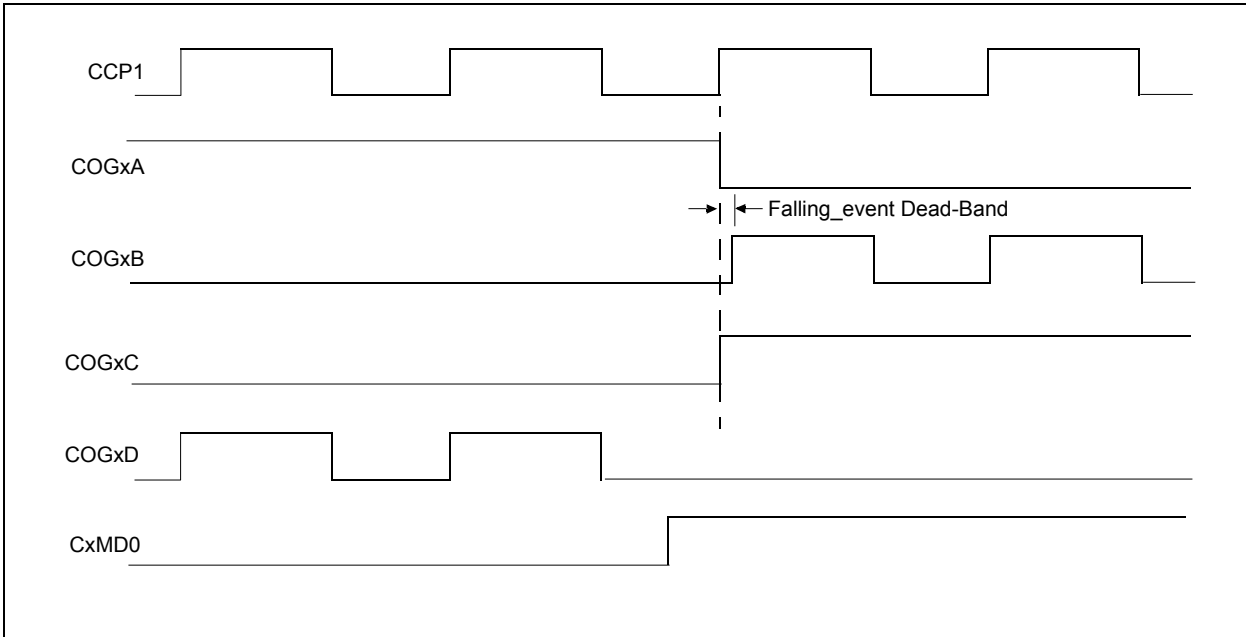 CCP1
COGxA
Falling_event Dead-Band
COGxB
COGxC
COGxD
CxMD0